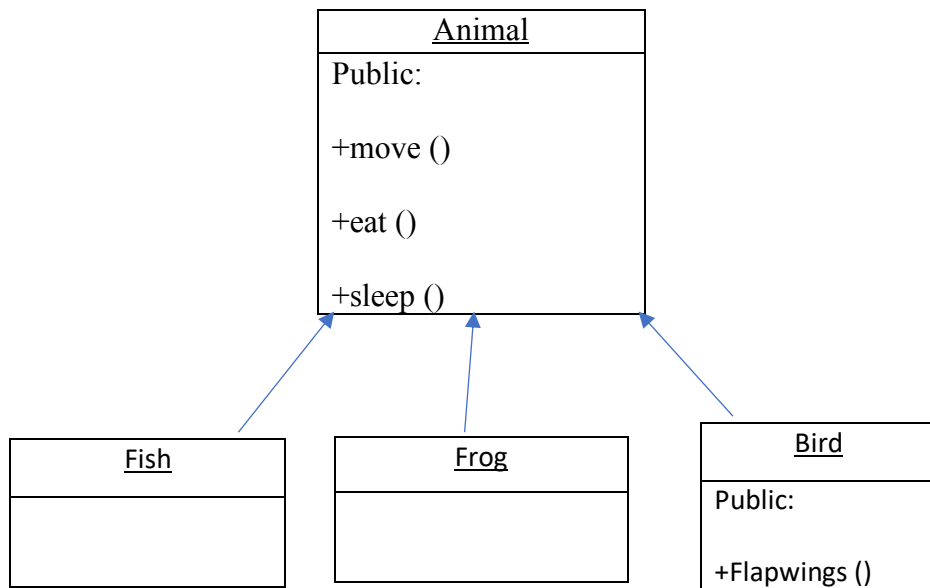 Animal
Public:
+move ()
+eat ()
+sleep ()
Fish
Frog
Bird
Public:
+Flapwings ()